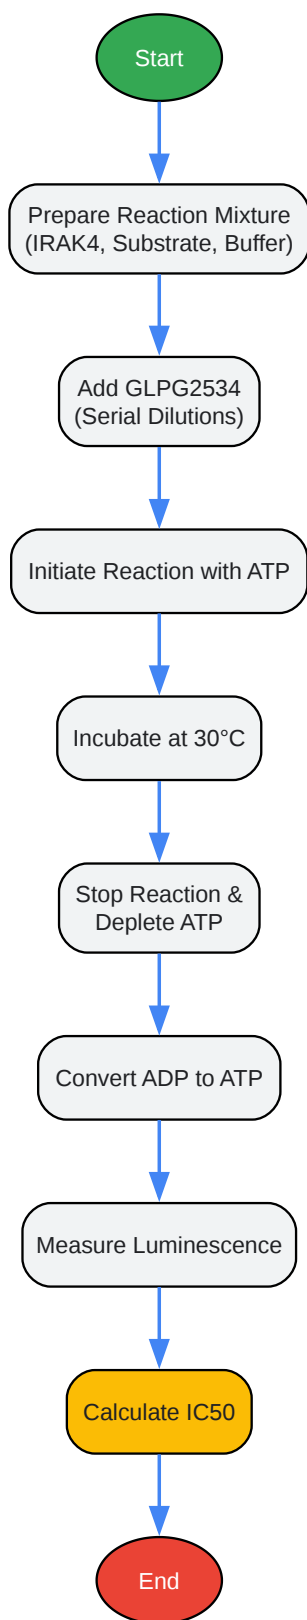 Start
Prepare Reaction Mixture
(IRAK4, Substrate, Buffer)
Add GLPG2534
(Serial Dilutions)
Initiate Reaction with ATP
Incubate at 30°C
Stop Reaction &
Deplete ATP
Convert ADP to ATP
Measure Luminescence
Calculate IC50
End